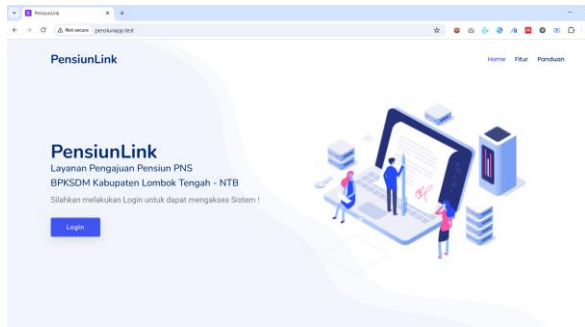 PensiunLink
Not secure pensiunapp.test
PensiunLink
Home Fitur Panduan
PensiunLink
Layanan Pengajuan Pensiun PNS
BPKSDM Kabupaten Lombok Tengah - NTB
Silahkan melakukan Login untuk dapat mengakses Sistem !
Login